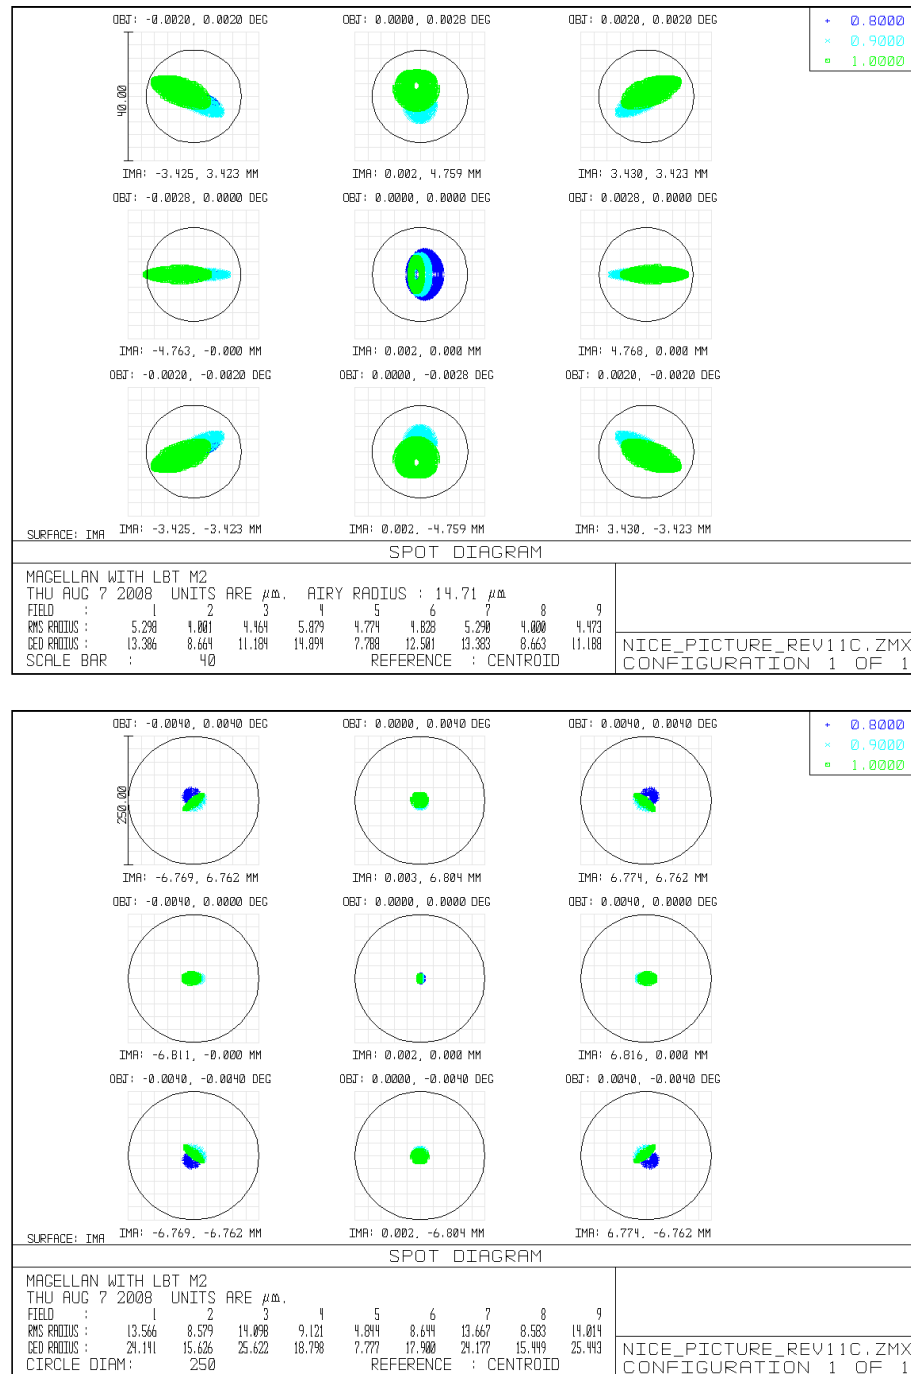 OBJ: -0.0020, 0.0020 DEG
OBJ: 0.0000, 0.0028 DEG
OBJ: 0.0020, 0.0020 DEG
+ 0.8000
× 0.9000
□ 1.0000
40.00
IMA: -3.425, 3.423 MM
IMA: 0.002, 4.759 MM
IMA: 3.430, 3.423 MM
OBJ: -0.0028, 0.0000 DEG
OBJ: 0.0000, 0.0000 DEG
OBJ: 0.0028, 0.0000 DEG
IMA: -4.763, -0.000 MM
IMA: 0.002, 0.000 MM
IMA: 4.768, 0.000 MM
OBJ: -0.0020, -0.0020 DEG
OBJ: 0.0000, -0.0028 DEG
OBJ: 0.0020, -0.0020 DEG
SURFACE: IMA
IMA: -3.425, -3.423 MM
IMA: 0.002, -4.759 MM
IMA: 3.430, -3.423 MM
SPOT DIAGRAM
MAGELLAN WITH LBT M2
THU AUG 7 2008 UNITS ARE µm. AIRY RADIUS : 14.71 µm
FIELD : 1 2 3 4 5 6 7 8 9
RMS RADIUS : 5.298 4.001 4.464 5.879 4.774 4.828 5.290 4.000 4.473
GEO RADIUS : 13.386 8.664 11.184 14.894 7.788 12.501 13.383 8.663 11.188
SCALE BAR : 40 REFERENCE : CENTROID
NICE_PICTURE_REV11C.ZMX
CONFIGURATION 1 OF 1
OBJ: -0.0040, 0.0040 DEG
OBJ: 0.0000, 0.0040 DEG
OBJ: 0.0040, 0.0040 DEG
+ 0.8000
× 0.9000
□ 1.0000
250.00
IMA: -6.769, 6.762 MM
IMA: 0.003, 6.804 MM
IMA: 6.774, 6.762 MM
OBJ: -0.0040, 0.0000 DEG
OBJ: 0.0000, 0.0000 DEG
OBJ: 0.0040, 0.0000 DEG
IMA: -6.811, -0.000 MM
IMA: 0.002, 0.000 MM
IMA: 6.816, 0.000 MM
OBJ: -0.0040, -0.0040 DEG
OBJ: 0.0000, -0.0040 DEG
OBJ: 0.0040, -0.0040 DEG
SURFACE: IMA
IMA: -6.769, -6.762 MM
IMA: 0.002, -6.804 MM
IMA: 6.774, -6.762 MM
SPOT DIAGRAM
MAGELLAN WITH LBT M2
THU AUG 7 2008 UNITS ARE µm.
FIELD : 1 2 3 4 5 6 7 8 9
RMS RADIUS : 13.566 8.579 14.098 9.121 4.844 8.644 13.667 8.583 14.014
GEO RADIUS : 24.141 15.626 25.622 18.798 7.777 17.900 24.177 15.449 25.443
CIRCLE DIAM: 250 REFERENCE : CENTROID
NICE_PICTURE_REV11C.ZMX
CONFIGURATION 1 OF 1